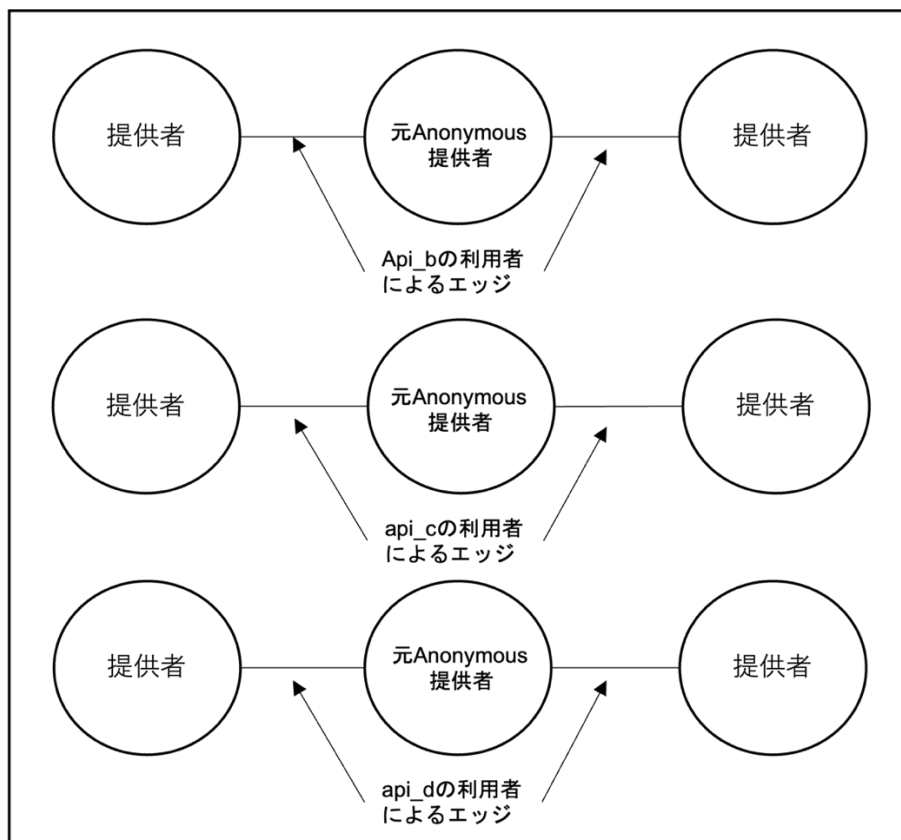 提供者
元Anonymous
提供者
提供者
Api_bの利用者
によるエッジ
提供者
元Anonymous
提供者
提供者
api_cの利用者
によるエッジ
提供者
元Anonymous
提供者
提供者
api_dの利用者
によるエッジ